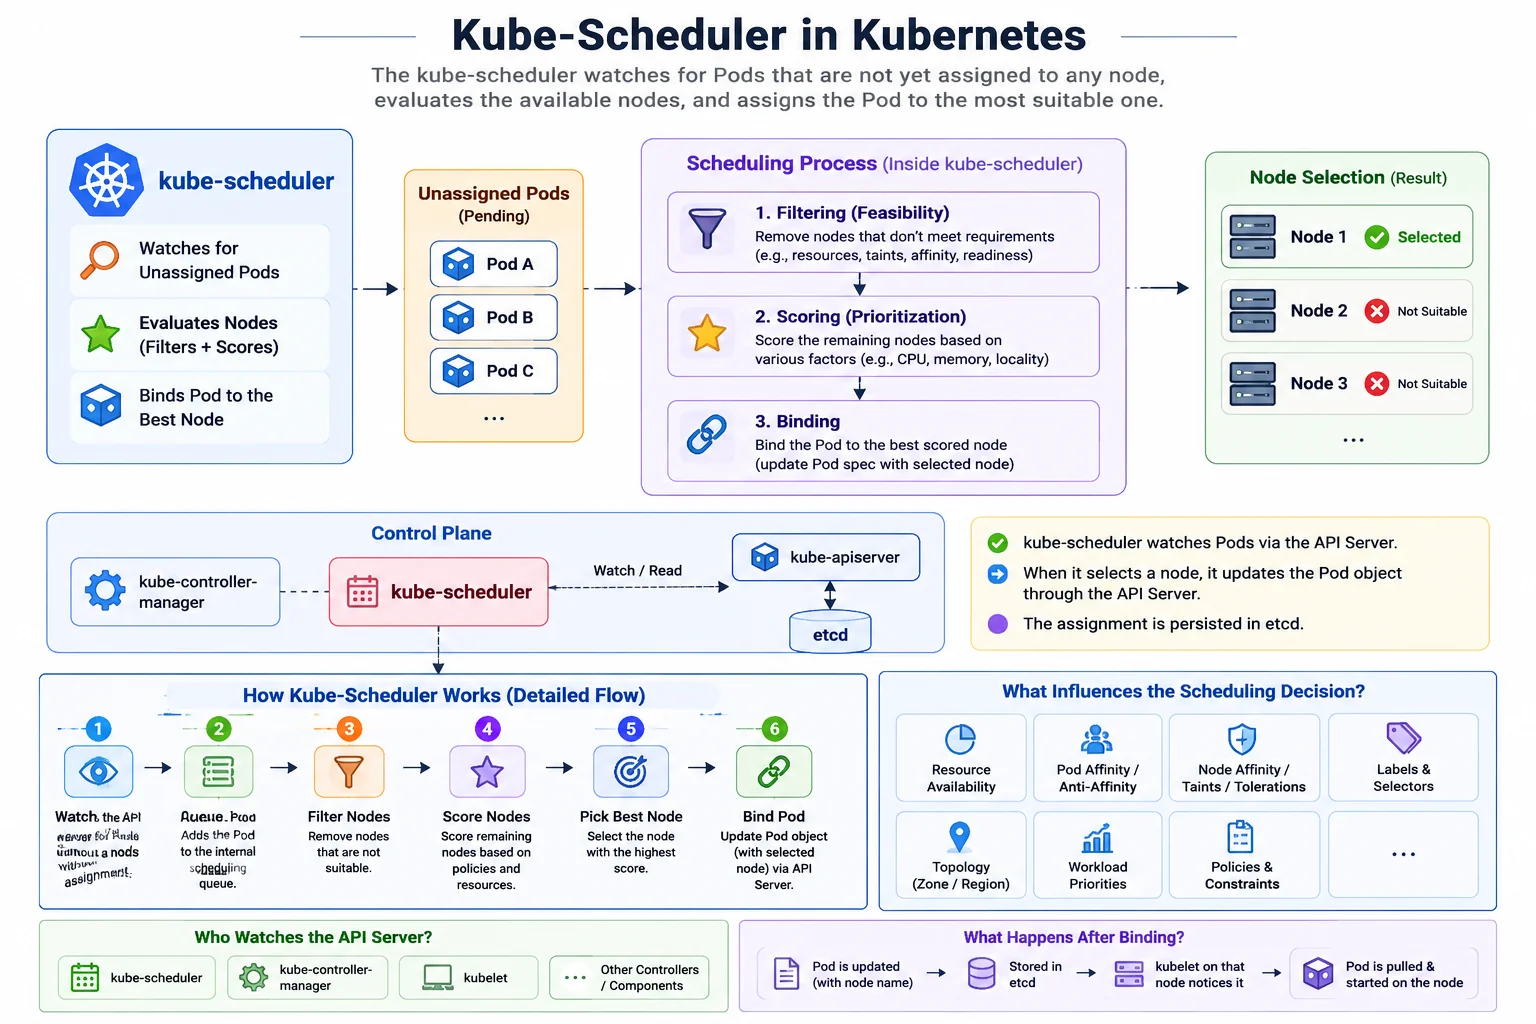 Kube-Scheduler in Kubernetes
The kube-scheduler watches for Pods that are not yet assigned to any node,
evaluates the available nodes, and assigns the Pod to the most suitable one.
kube-scheduler
Watches for
Unassigned Pods
Evaluates Nodes
(Filters + Scores)
Binds Pod to the
Best Node
Unassigned Pods
(Pending)
Pod A
Pod B
Pod C
...
Scheduling Process (Inside kube-scheduler)
1. Filtering (Feasibility)
Remove nodes that don't meet requirements
(e.g., resources, taints, affinity, readiness)
2. Scoring (Prioritization)
Score the remaining nodes based on
various factors (e.g., CPU, memory, locality)
3. Binding
Bind the Pod to the best scored node
(update Pod spec with selected node)
Node Selection (Result)
Node 1 Selected
Node 2 Not Suitable
Node 3 Not Suitable
...
Control Plane
kube-controller-
manager
kube-scheduler
Watch / Read
kube-apiserver
etcd
kube-scheduler watches Pods via the API Server.
When it selects a node, it updates the Pod object
through the API Server.
The assignment is persisted in etcd.
How Kube-Scheduler Works (Detailed Flow)
1
Watch the API
for
a
assignment.
2
Queue Pod
Adds the Pod
to the internal
scheduling
queue.
3
Filter Nodes
Remove nodes
that are not
suitable.
4
Score Nodes
Score remaining
nodes based on
policies and
resources.
5
Pick Best Node
Select the node
with the highest
score.
6
Bind Pod
Update Pod object
(with selected
node) via API
Server.
What Influences the Scheduling Decision?
Resource
Availability
Pod Affinity /
Anti-Affinity
Node Affinity /
Taints / Tolerations
Labels &
Selectors
Topology
(Zone / Region)
Workload
Priorities
Policies &
Constraints
...
Who Watches the API Server?
kube-scheduler
kube-controller-
manager
kubelet
... Other Controllers
/ Components
What Happens After Binding?
Pod is updated
(with node name)
Stored in
etcd
kubelet on that
node notices it
Pod is pulled &
started on the node